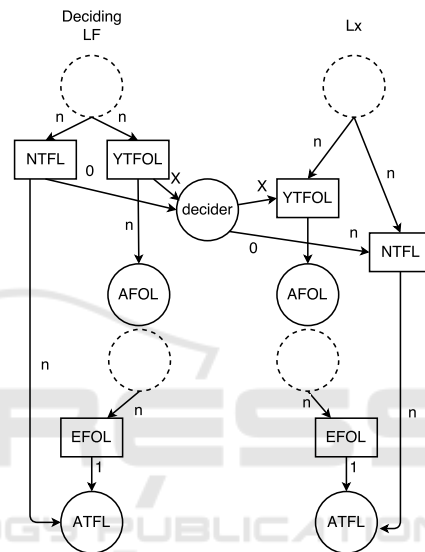 Deciding
LF
Lx
n n
n
n
NTFL YTFOL
0
X
decider
X
YTFOL
n
0
n
NTFL
AFOL
AFOL
n
n
n
n
EFOL
EFOL
1
1
ATFL
ATFL